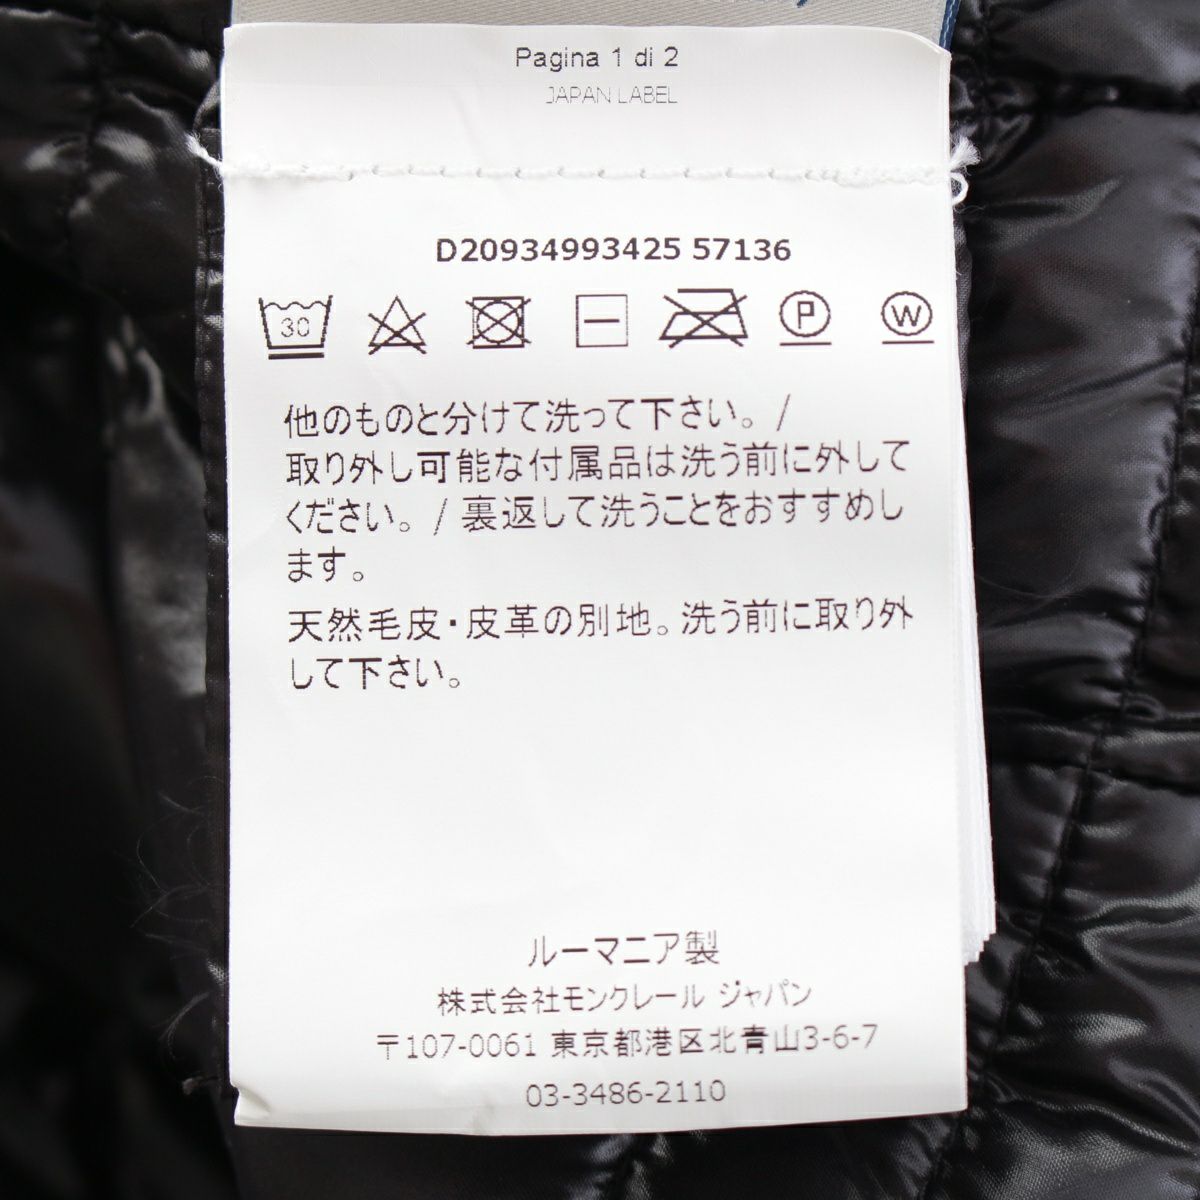 Pagina 1 di 2
JAPAN LABEL
D20934993425 57136
30 P W
他のものと分けて洗って下さい。/
取り外し可能な付属品は洗う前に外して
ください。/ 裏返して洗うことをおすすめし
ます。
天然毛皮・皮革の別地。洗う前に取り外
して下さい。
ルーマニア製
株式会社モンクレール ジャパン
〒107-0061 東京都港区北青山3-6-7
03-3486-2110